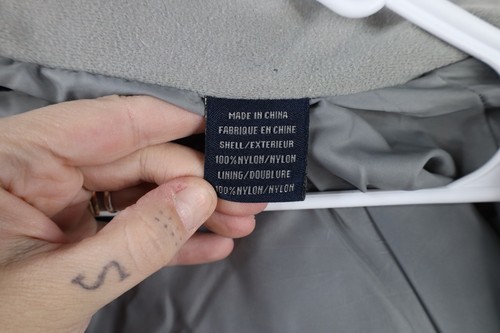 MADE IN CHINA
FABRIQUE EN CHINE
SHELL/EXTERIEUR
100%NYLON/NYLON
LINING/DOUBLURE
100%NYLON/NYLON
S